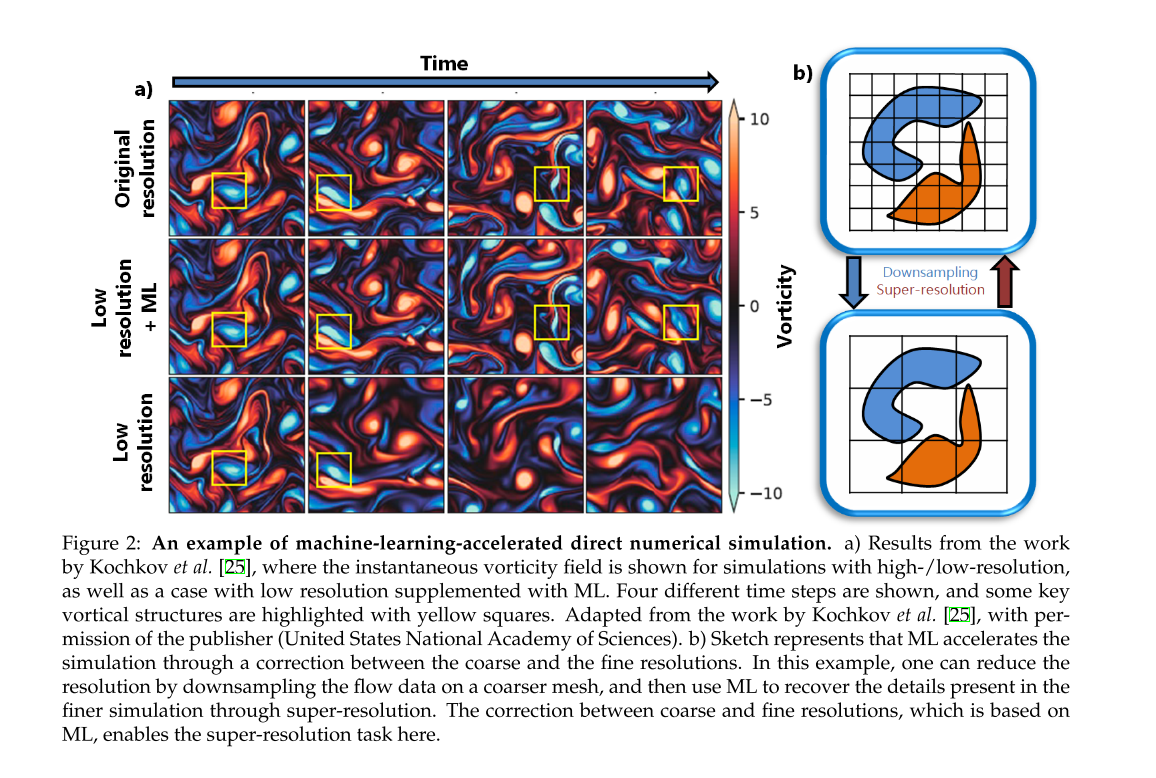 Time
a)
b)
Original
resolution
Low
resolution
+ ML
Low
resolution
10
5
0
−5
−10
Vorticity
Downsampling
Super-resolution
Figure 2: An example of machine-learning-accelerated direct numerical simulation. a) Results from the work
by Kochkov et al. [25], where the instantaneous vorticity field is shown for simulations with high-/low-resolution,
as well as a case with low resolution supplemented with ML. Four different time steps are shown, and some key
vortical structures are highlighted with yellow squares. Adapted from the work by Kochkov et al. [25], with per-
mission of the publisher (United States National Academy of Sciences). b) Sketch represents that ML accelerates the
simulation through a correction between the coarse and the fine resolutions. In this example, one can reduce the
resolution by downsampling the flow data on a coarser mesh, and then use ML to recover the details present in the
finer simulation through super-resolution. The correction between coarse and fine resolutions, which is based on
ML, enables the super-resolution task here.